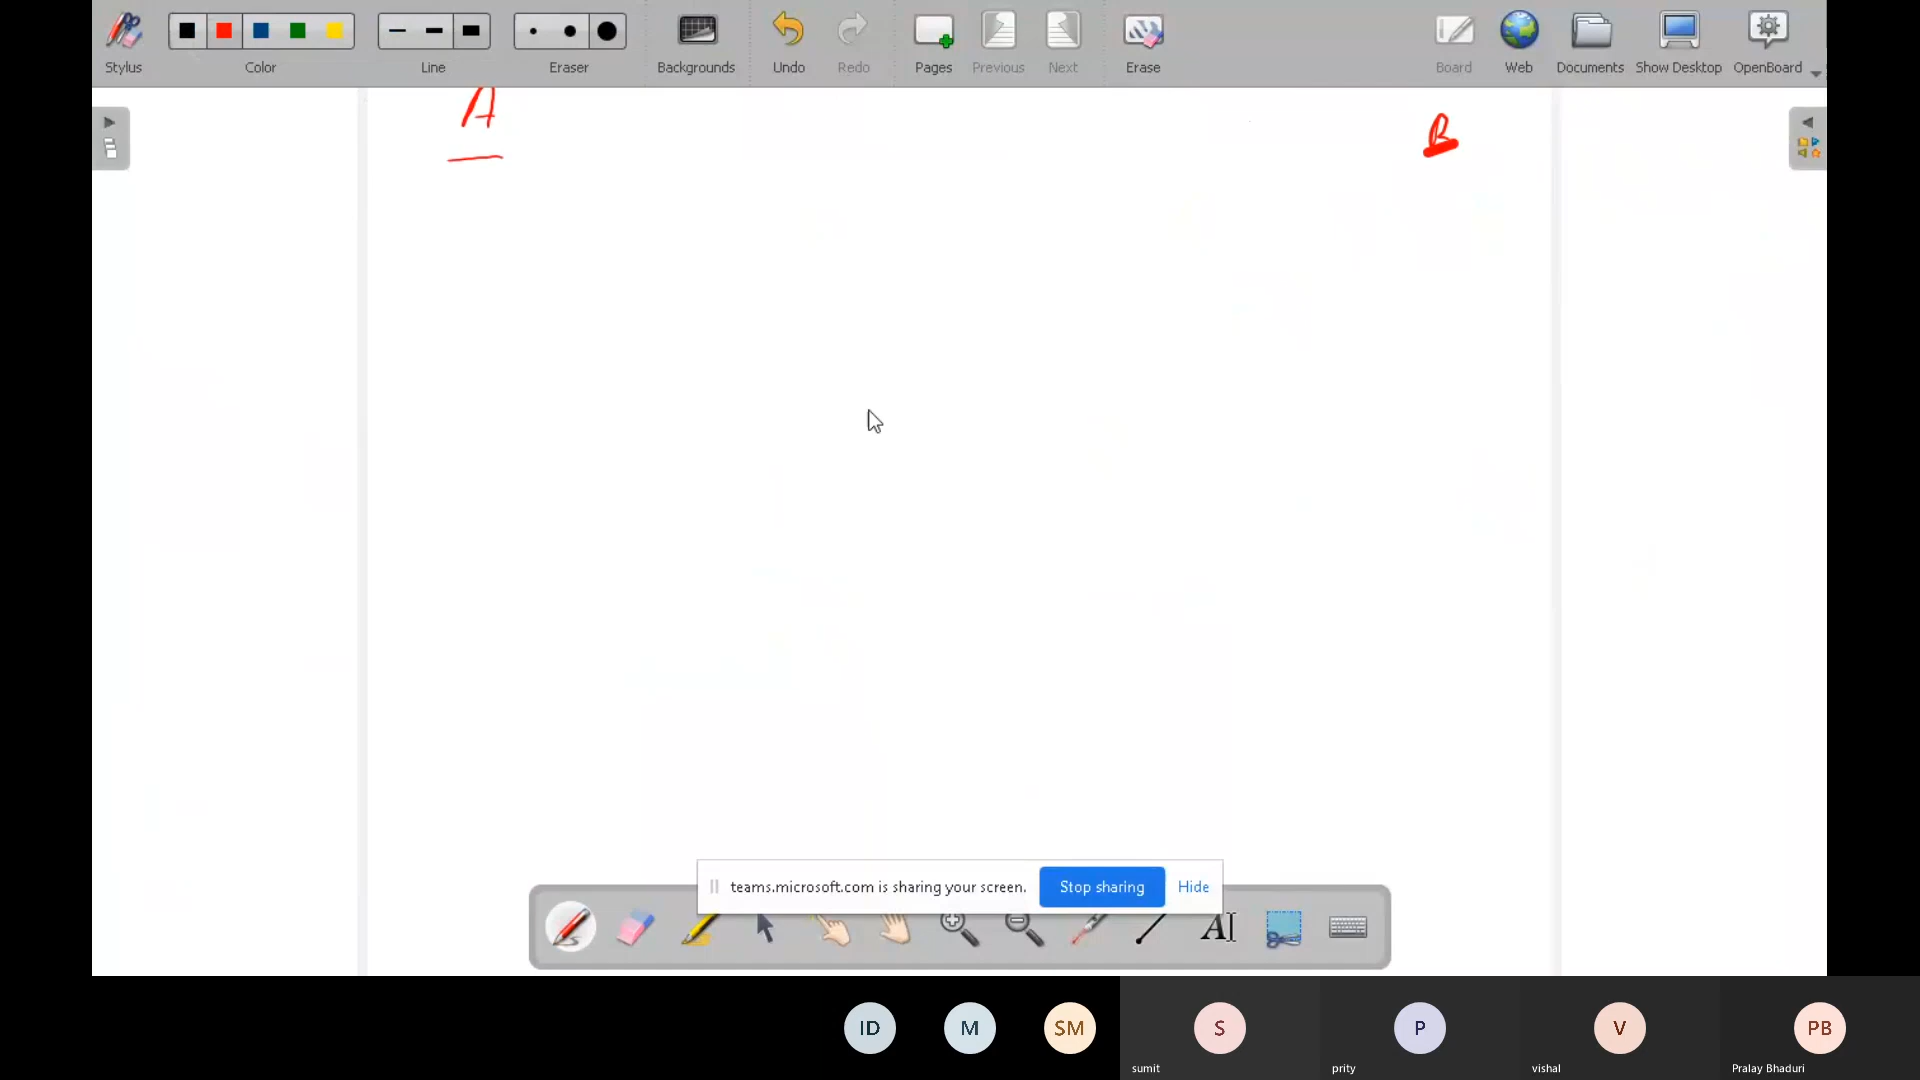 Stylus Color Line Eraser Backgrounds Undo Redo Pages Previous Next Erase Board Web Documents Show Desktop OpenBoard
A
B
teams.microsoft.com is sharing your screen. Stop sharing Hide
AI
ID M SM S P V PB
sumit prity vishal Pralay Bhaduri